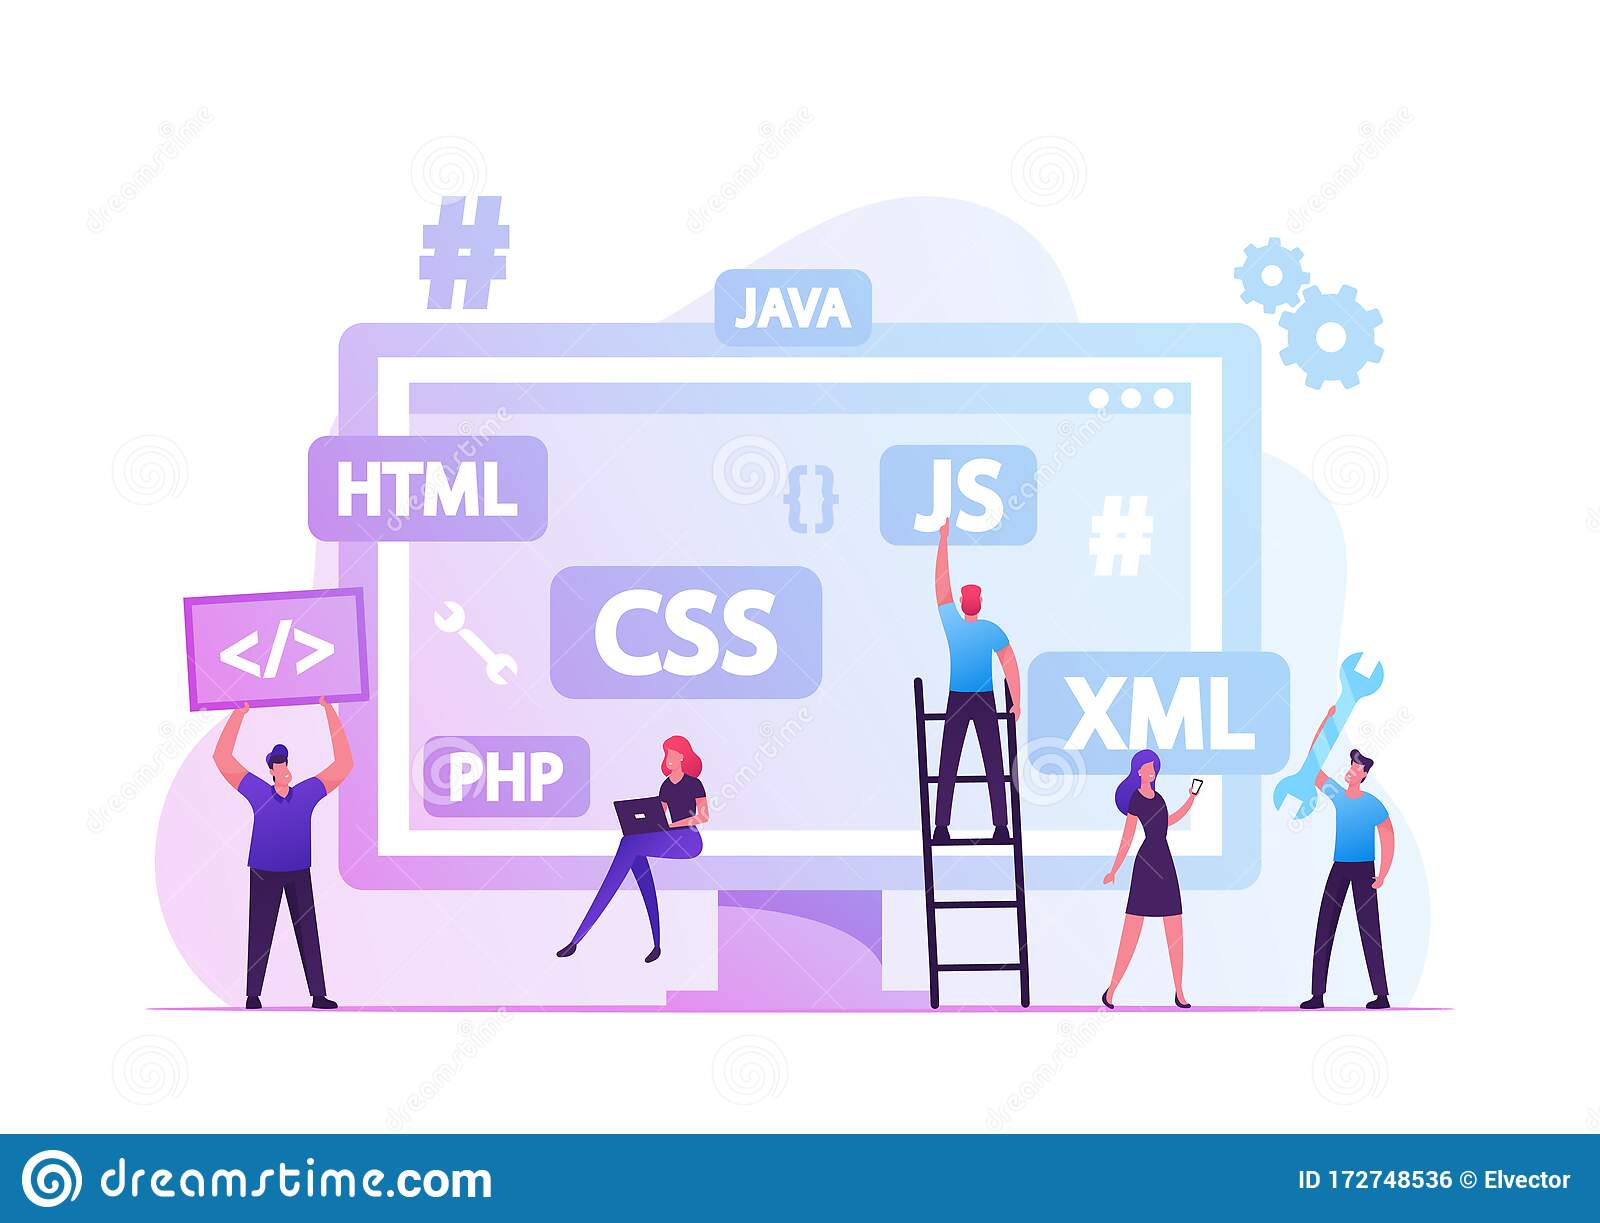 #
JAVA
HTML
{}
JS
#
CSS
</>
XML
PHP
dreamstime.com
ID 172748536 © Elvector